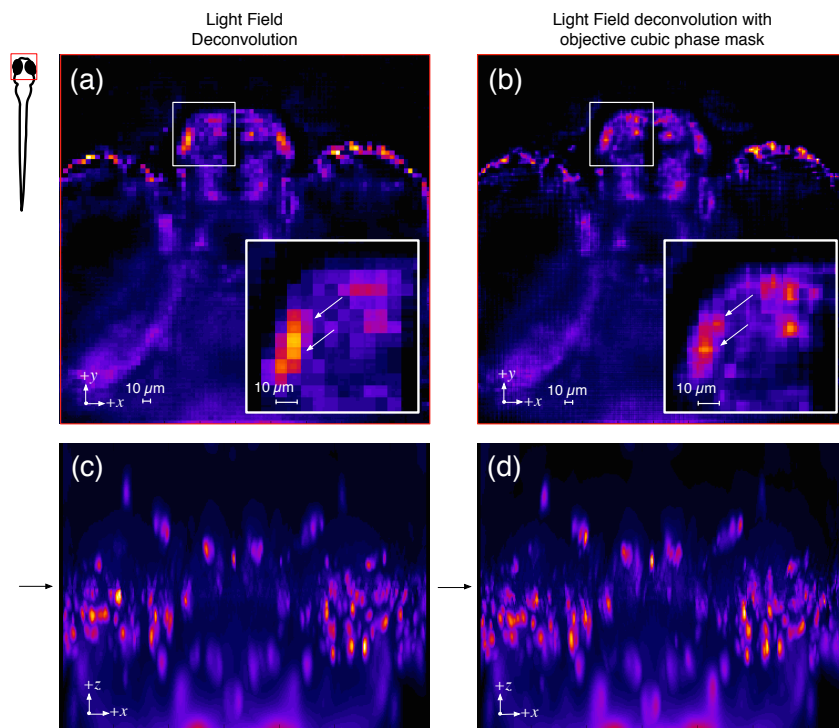 Light Field
Deconvolution
Light Field deconvolution with
objective cubic phase mask
(a)
(b)
+y
+x
10 µm
10 µm
+y
+x
10 µm
10 µm
(c)
(d)
+z
+x
+z
+x